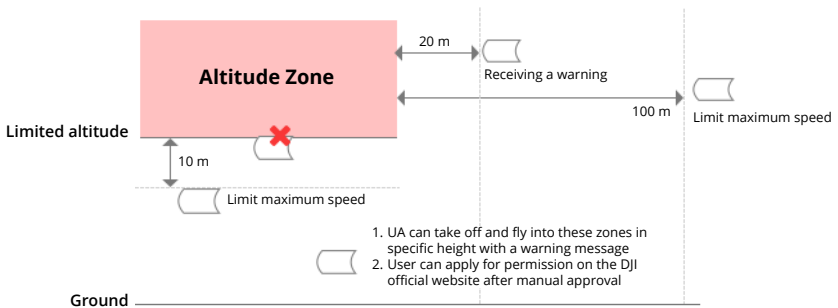 20 m
Altitude Zone
Receiving a warning
100 m
Limit maximum speed
Limited altitude
10 m
Limit maximum speed
1. UA can take off and fly into these zones in
specific height with a warning message
2. User can apply for permission on the DJI
official website after manual approval
Ground